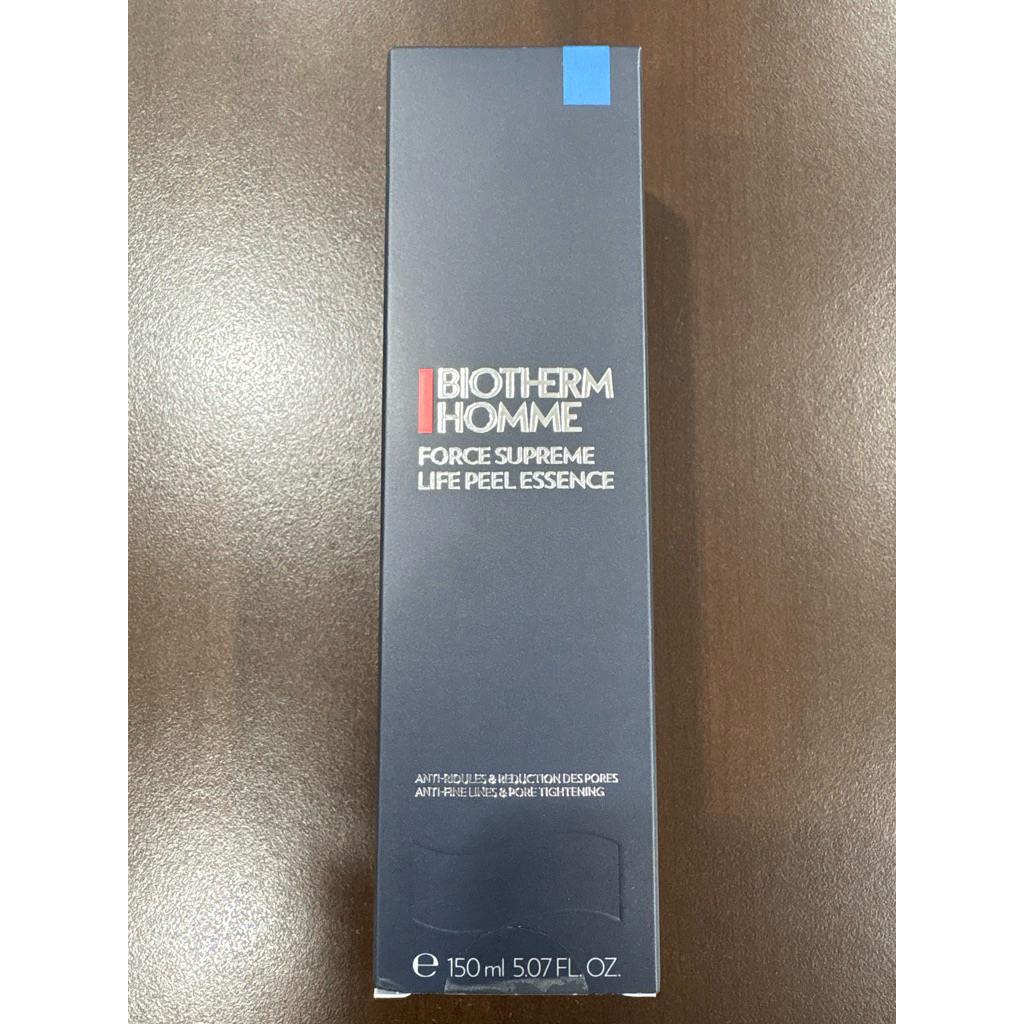 BIOTHERM
HOMME
FORCE SUPREME
LIFE PEEL ESSENCE
ANTI-RIDULES & REDUCTION DES PORES
ANTI-FINE LINES & PORE TIGHTENING
℮ 150 ml 5.07 FL. OZ.